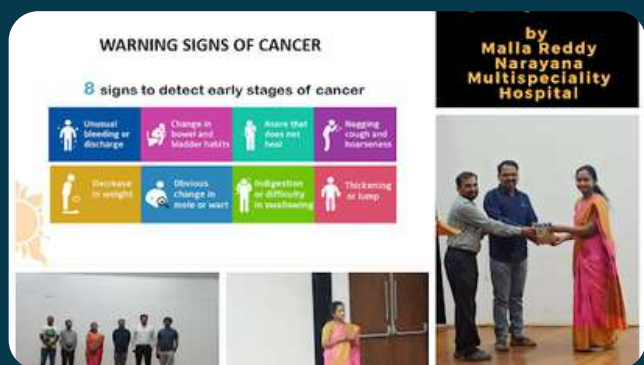 WARNING SIGNS OF CANCER
8 signs to detect early stages of cancer
Unusual
bleeding or
discharge
Change in
bowel and
bladder habits
Asore that
does not
heal
Nagging
cough and
hoarseness
Decrease
in weight
Obvious
change in
mole or wart
Indigestion
or difficulty
in swallowing
Thickening
or lump
by
Malla Reddy
Narayana
Multispeciality
Hospital